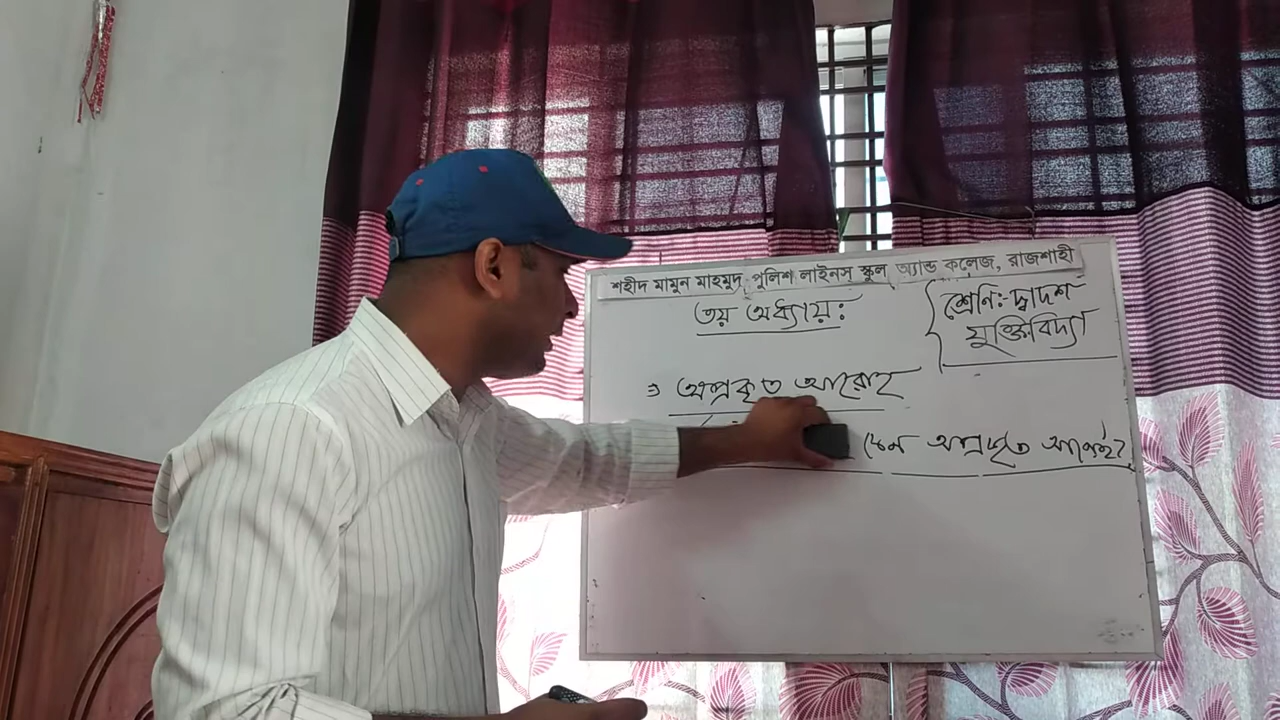 শহীদ মামুন মাহমুদ পুলিশ লাইনস স্কুল অ্যান্ড কলেজ, রাজশাহী
৩য় অধ্যায়ঃ
শ্রেণি:-দ্বাদশ
যুক্তিবিদ্যা
অপ্রকৃত আরোহ
কেন অপ্রকৃত আরোহ?